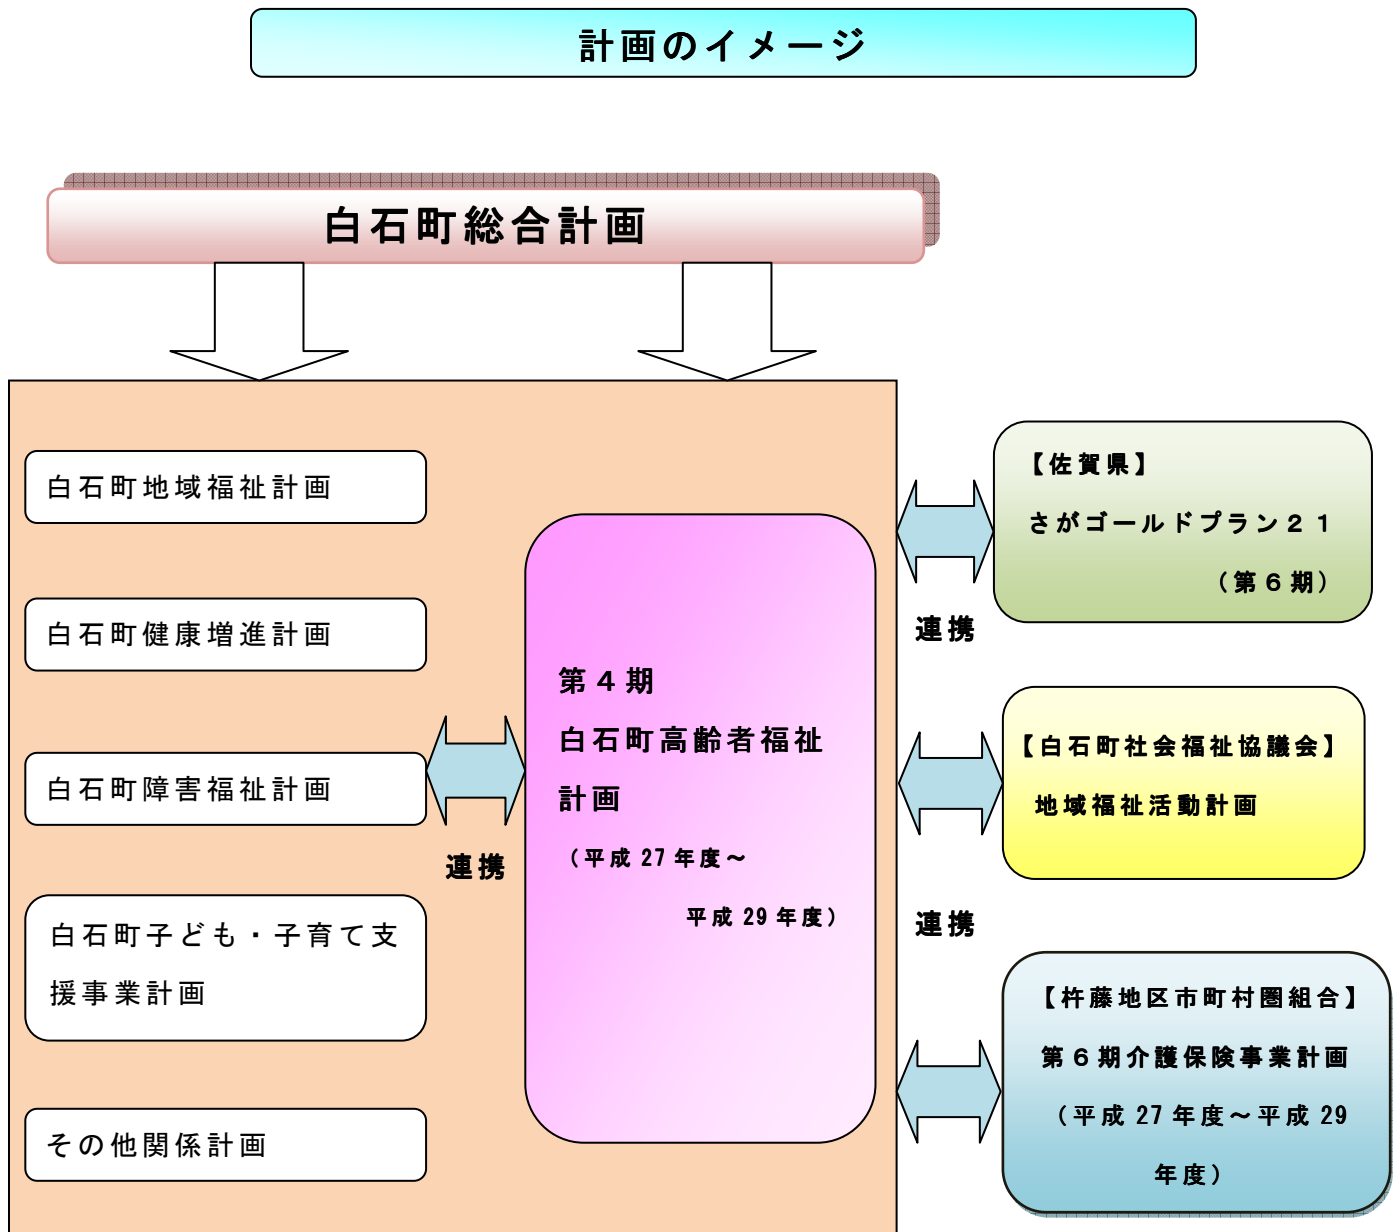 計画のイメージ
白石町総合計画
白石町地域福祉計画
白石町健康増進計画
白石町障害福祉計画
白石町子ども・子育て支
援事業計画
その他関係計画
連携
第４期
白石町高齢者福祉
計画
（平成 27 年度～
平成 29 年度）
連携
連携
【佐賀県】
さがゴールドプラン２１
（第６期）
【白石町社会福祉協議会】
地域福祉活動計画
【杵藤地区市町村圏組合】
第６期介護保険事業計画
（平成 27 年度～平成 29
年度）